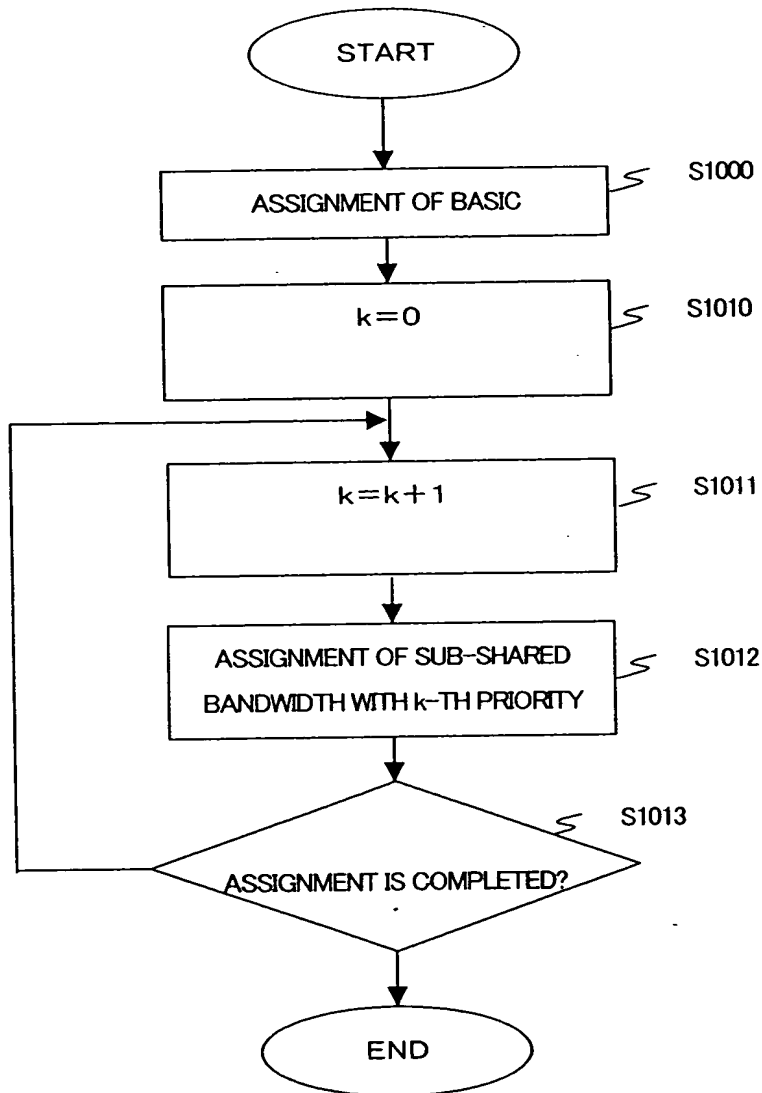 START
S1000
ASSIGNMENT OF BASIC
S1010
k=0
S1011
k=k+1
S1012
ASSIGNMENT OF SUB-SHARED
BANDWIDTH WITH k-TH PRIORITY
S1013
ASSIGNMENT IS COMPLETED?
END